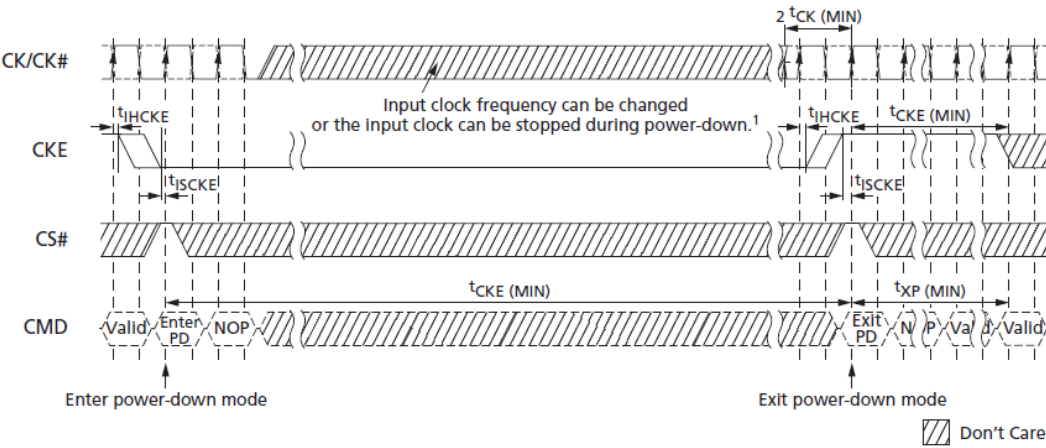 2 tCK (MIN)
CK/CK#
Input clock frequency can be changed
or the input clock can be stopped during power-down.1
tIHCKE
tIHCKE
tCKE (MIN)
CKE
tISCKE
tISCKE
CS#
tCKE (MIN)
tXP (MIN)
CMD
Valid
Enter
PD
NOP
Exit
PD
N P
Va d
Valid
Enter power-down mode
Exit power-down mode
Don't Care